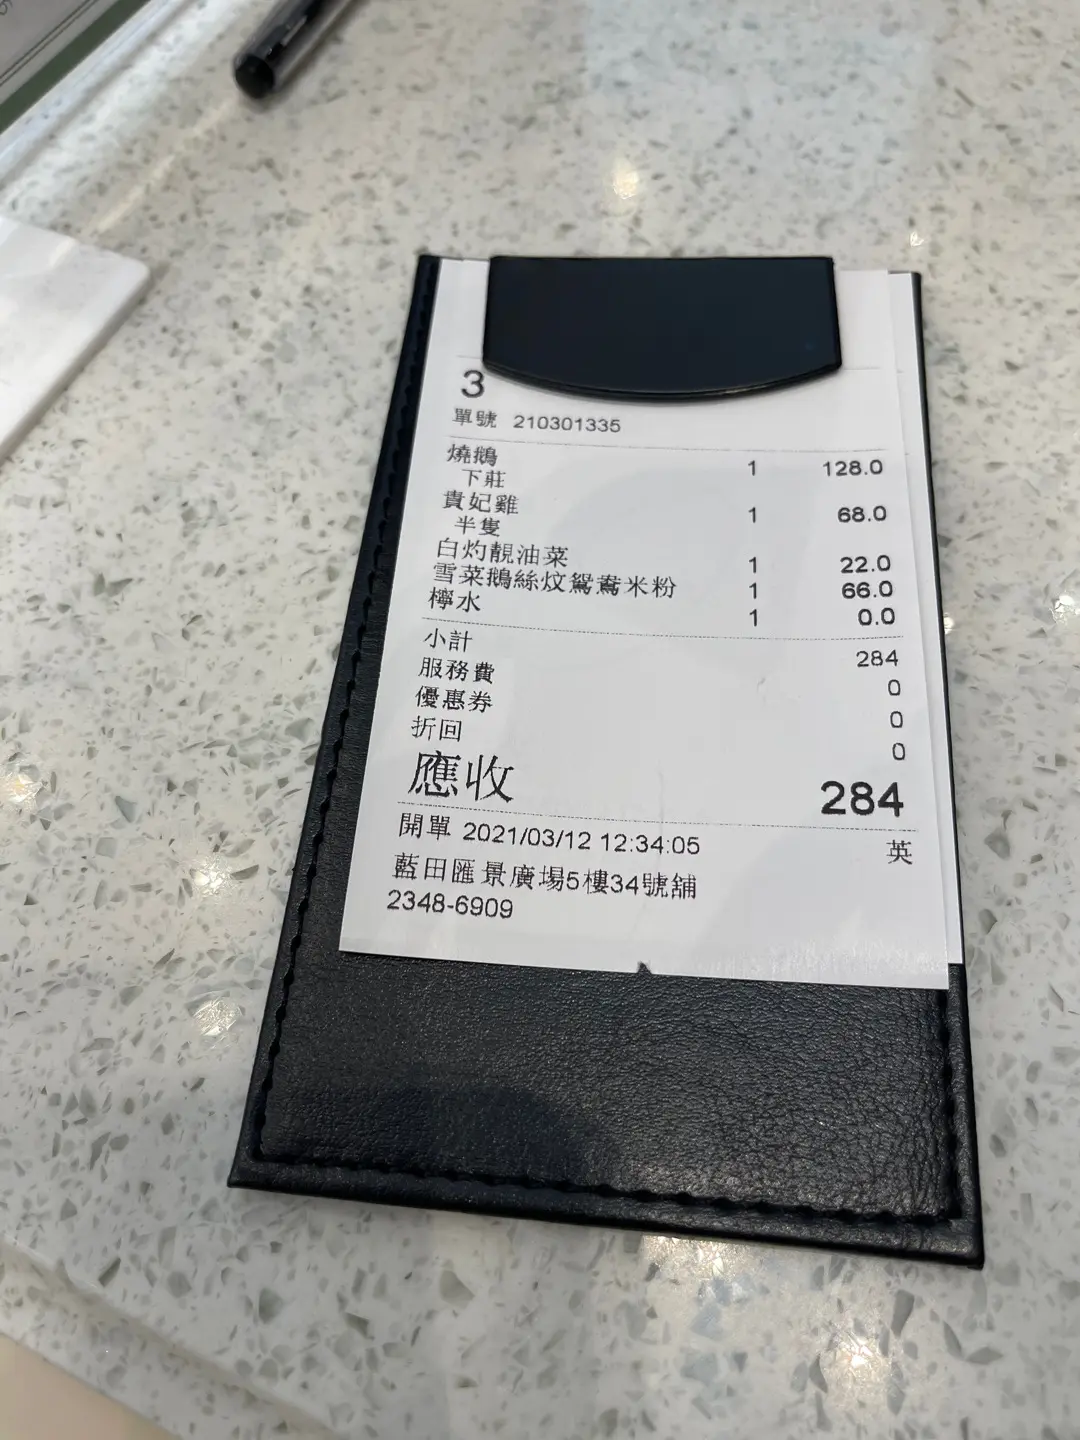 3
單號 210301335
燒鵝 1 128.0
下莊
貴妃雞 1 68.0
半隻
白灼靚油菜 1 22.0
雪菜鵝絲炆鴛鴦米粉 1 66.0
檸水 1 0.0
小計 284
服務費 0
優惠券 0
折回 0
應收 284
開單 2021/03/12 12:34:05 英
藍田匯景廣場5樓34號舖
2348-6909